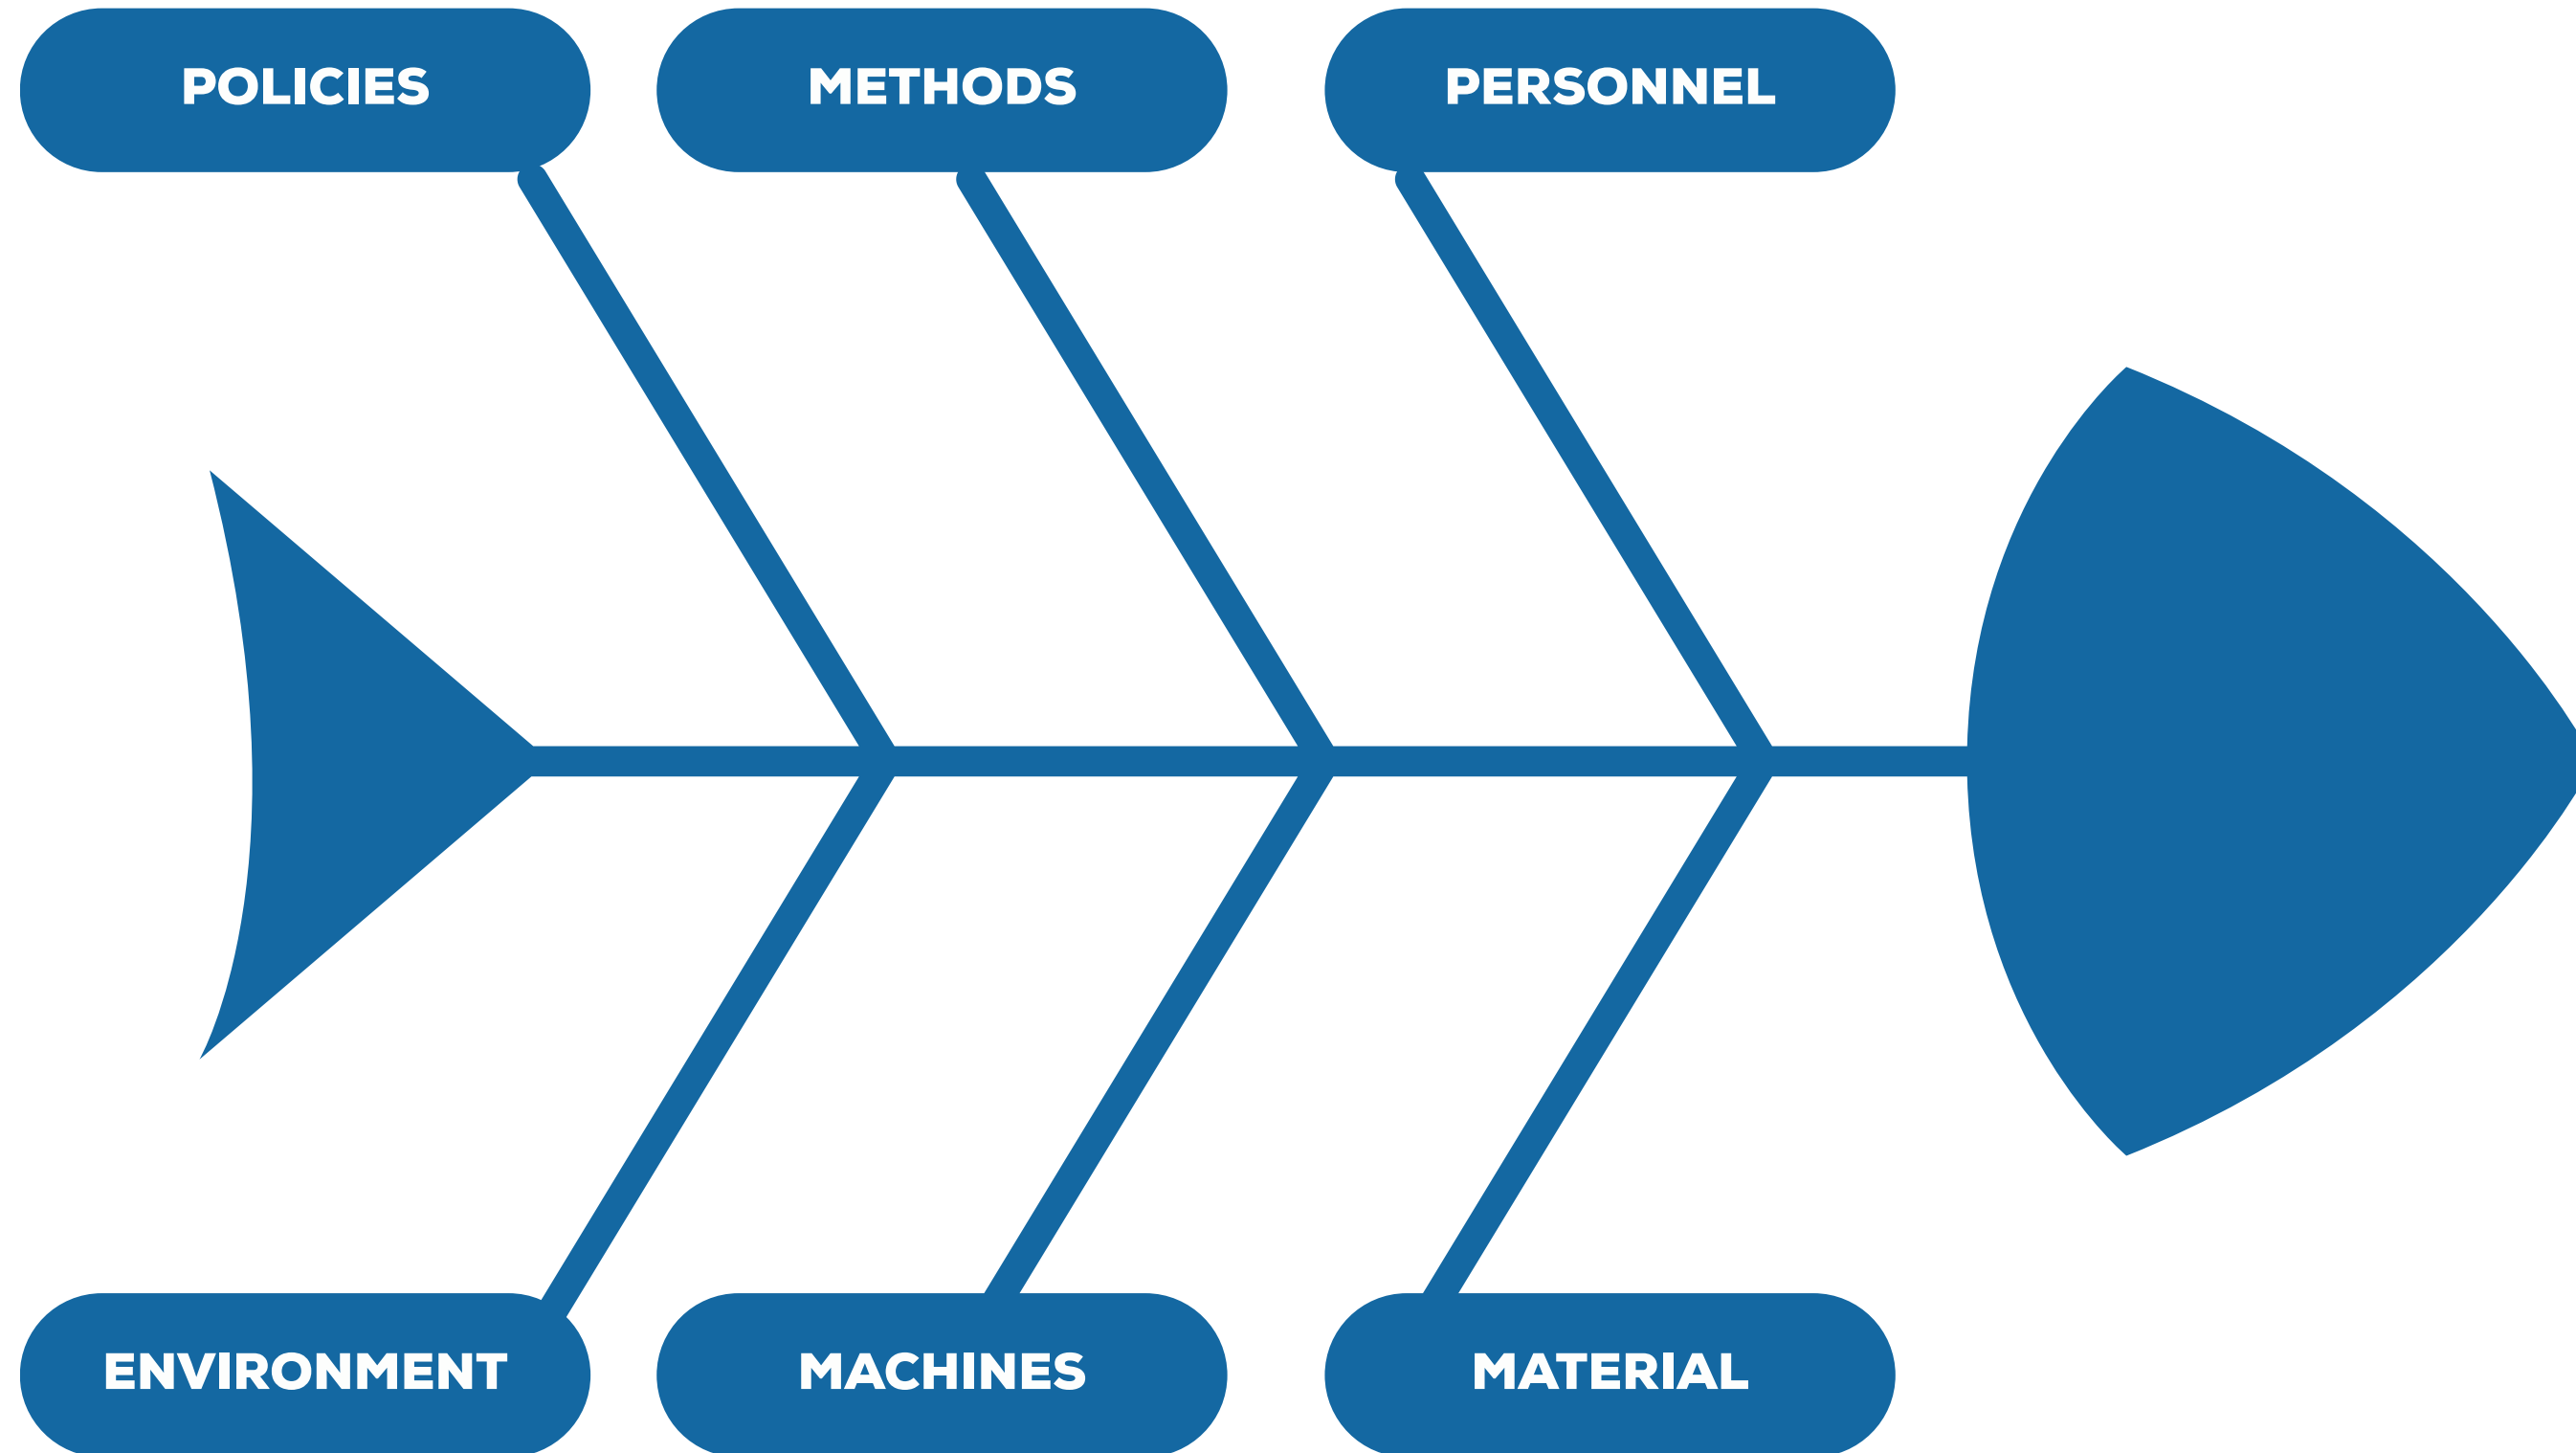 POLICIES
METHODS
PERSONNEL
ENVIRONMENT
MACHINES
MATERIAL